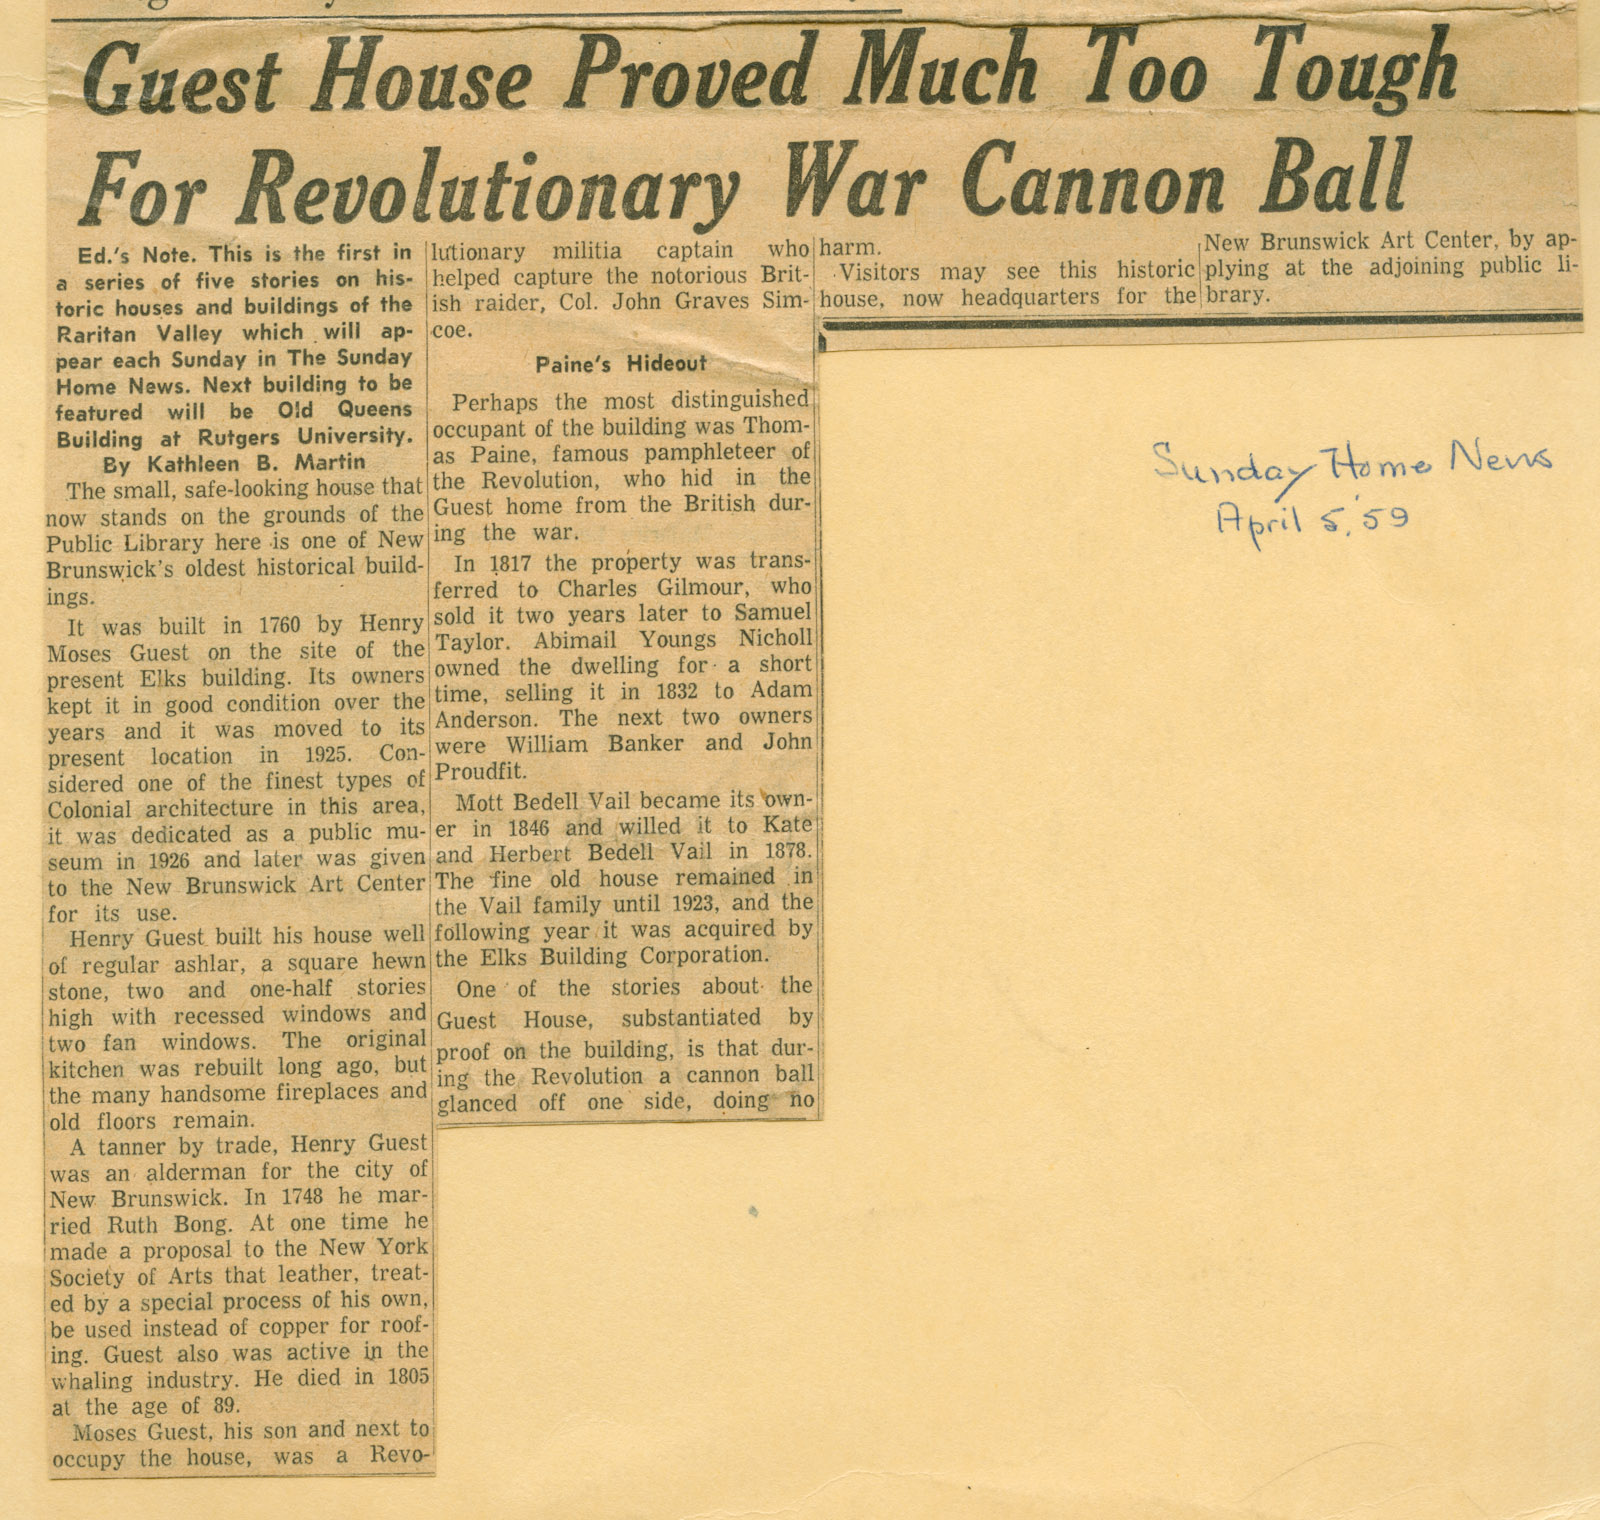 Guest House Proved Much Too Tough
For Revolutionary War Cannon Ball
Ed.'s Note. This is the first in
a series of five stories on his-
toric houses and buildings of the
Raritan Valley which will ap-
pear each Sunday in The Sunday
Home News. Next building to be
featured will be Old Queens
Building at Rutgers University.
By Kathleen B. Martin
The small, safe-looking house that
now stands on the grounds of the
Public Library here is one of New
Brunswick's oldest historical build-
ings.
It was built in 1760 by Henry
Moses Guest on the site of the
present Elks building. Its owners
kept it in good condition over the
years and it was moved to its
present location in 1925. Con-
sidered one of the finest types of
Colonial architecture in this area,
it was dedicated as a public mu-
seum in 1926 and later was given
to the New Brunswick Art Center
for its use.
Henry Guest built his house well
of regular ashlar, a square hewn
stone, two and one-half stories
high with recessed windows and
two fan windows. The original
kitchen was rebuilt long ago, but
the many handsome fireplaces and
old floors remain.
A tanner by trade, Henry Guest
was an alderman for the city of
New Brunswick. In 1748 he mar-
ried Ruth Bong. At one time he
made a proposal to the New York
Society of Arts that leather, treat-
ed by a special process of his own,
be used instead of copper for roof-
ing. Guest also was active in the
whaling industry. He died in 1805
at the age of 89.
Moses Guest, his son and next to
occupy the house, was a Revo-
lutionary militia captain who
helped capture the notorious Brit-
ish raider, Col. John Graves Sim-
coe.
Paine's Hideout
Perhaps the most distinguished
occupant of the building was Thom-
as Paine, famous pamphleteer of
the Revolution, who hid in the
Guest home from the British dur-
ing the war.
In 1817 the property was trans-
ferred to Charles Gilmour, who
sold it two years later to Samuel
Taylor. Abimail Youngs Nicholl
owned the dwelling for a short
time, selling it in 1832 to Adam
Anderson. The next two owners
were William Banker and John
Proudfit.
Mott Bedell Vail became its own-
er in 1846 and willed it to Kate
and Herbert Bedell Vail in 1878.
The fine old house remained in
the Vail family until 1923, and the
following year it was acquired by
the Elks Building Corporation.
One of the stories about the
Guest House, substantiated by
proof on the building, is that dur-
ing the Revolution a cannon ball
glanced off one side, doing no
harm.
Visitors may see this historic
house, now headquarters for the
New Brunswick Art Center, by ap-
plying at the adjoining public li-
brary.
Sunday Home News
April 5, '59